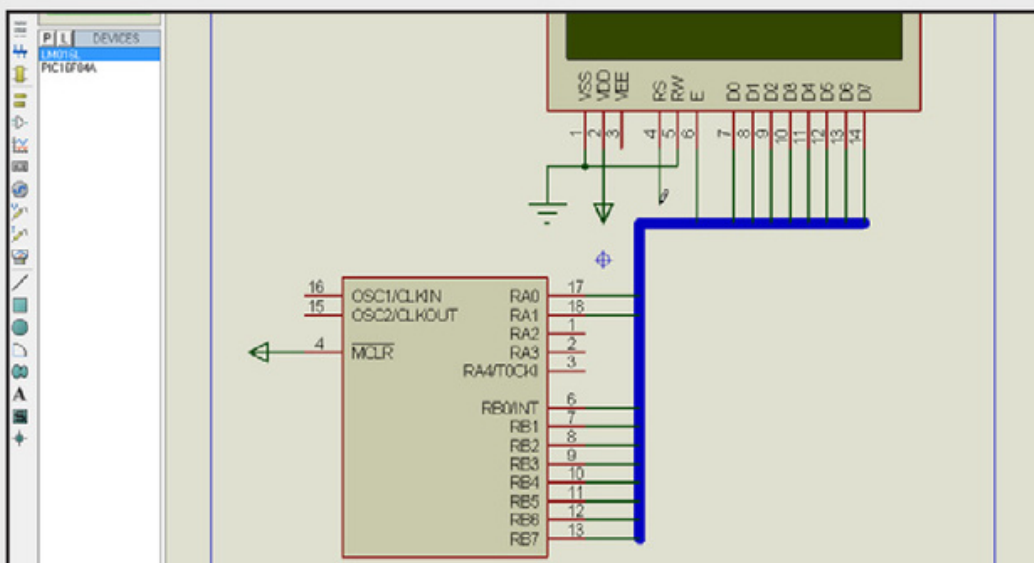 P L DEVICES
LM016L
PIC16F84A
VSS VDD VEE RS RW E D0 D1 D2 D3 D4 D5 D6 D7
1 2 3 4 5 6 7 8 9 10 11 12 13 14
16 OSC1/CLKIN RA0 17
15 OSC2/CLKOUT RA1 18
RA2 1
4 MCLR RA3 2
RA4/T0CKI 3
RB0/INT 6
RB1 7
RB2 8
RB3 9
RB4 10
RB5 11
RB6 12
RB7 13
A